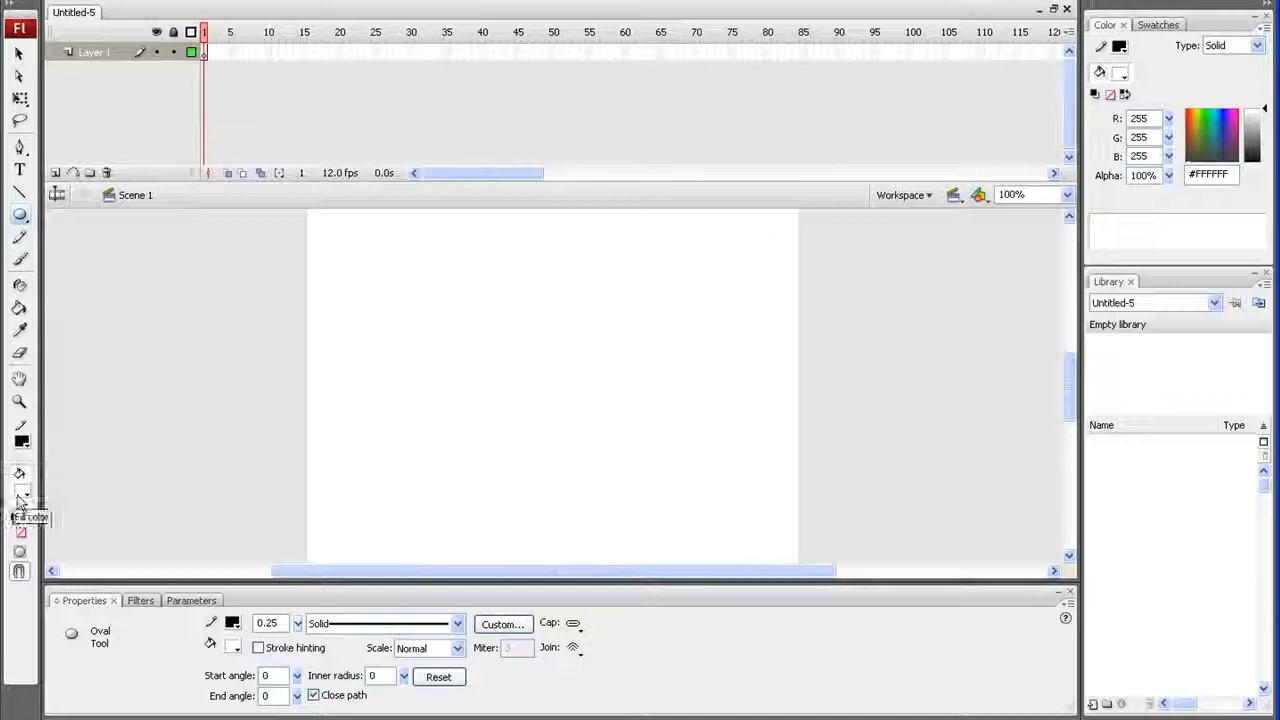 Untitled-5
Fl
1 5 10 15 20 25 30 35 40 45 50 55 60 65 70 75 80 85 90 95 100 105 110 115
Layer 1
1 12.0 fps 0.0s
Scene 1
Workspace
100%
T
Fill color
Properties Filters Parameters
Oval
Tool
0.25
Solid
Custom...
Cap:
Stroke hinting
Scale: Normal
Miter: 3
Join:
Start angle: 0
Inner radius: 0
Reset
End angle: 0
Close path
Color Swatches
Type: Solid
R: 255
G: 255
B: 255
Alpha: 100%
#FFFFFF
Library
Untitled-5
Empty library
Name Type